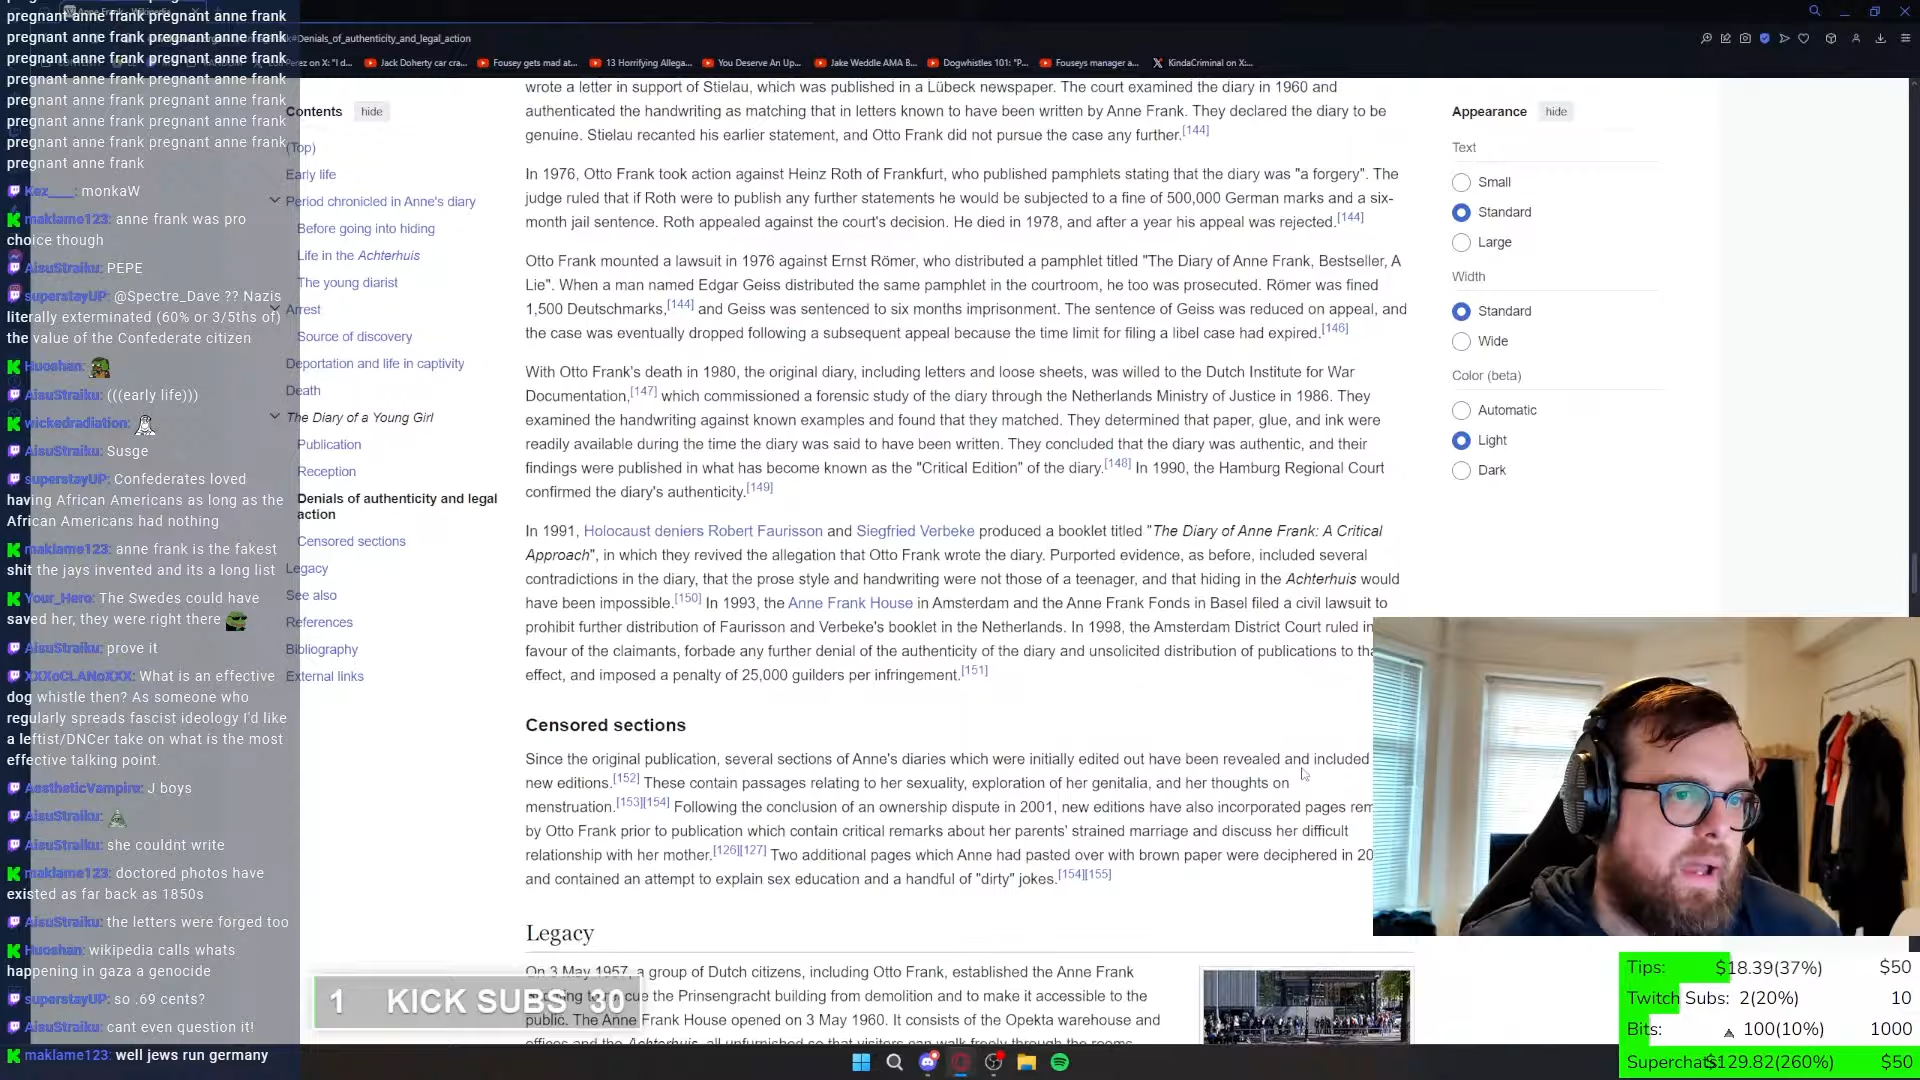 pregnant anne frank pregnant anne frank
pregnant anne frank pregnant anne frank
pregnant anne frank pregnant anne frank
pregnant anne frank pregnant anne frank
pregnant anne frank pregnant anne frank
pregnant anne frank pregnant anne frank
pregnant anne frank pregnant anne frank
pregnant anne frank
Kez____: monkaW
maklame123: anne frank was pro
choice though
AisuStraiku: PEPE
superstayUP: @Spectre_Dave ?? Nazis
literally exterminated (60% or 3/5ths of)
the value of the Confederate citizen
Huoshan:
AisuStraiku: (((early life)))
wickedradiation:
AisuStraiku: Susge
superstayUP: Confederates loved
having African Americans as long as the
African Americans had nothing
maklame123: anne frank is the fakest
shit the jays invented and its a long list
Your_Hero: The Swedes could have
saved her, they were right there
AisuStraiku: prove it
XXXoCLANoXXX: What is an effective
dog whistle then? As someone who
regularly spreads fascist ideology I'd like
a leftist/DNCer take on what is the most
effective talking point.
AestheticVampire: J boys
AisuStraiku:
AisuStraiku: she couldnt write
maklame123: doctored photos have
existed as far back as 1850s
AisuStraiku: the letters were forged too
Huoshan: wikipedia calls whats
happening in gaza a genocide
superstayUP: so .69 cents?
AisuStraiku: cant even question it!
maklame123: well jews run germany
#Denials_of_authenticity_and_legal_action
Perez on X: "I d...
Jack Doherty car cra...
Fousey gets mad at...
13 Horrifying Allega...
You Deserve An Up...
Jake Weddle AMA B...
Dogwhistles 101: "P...
Fouseys manager a...
KindaCriminal on X:...
Contents hide
(Top)
Early life
Period chronicled in Anne's diary
Before going into hiding
Life in the Achterhuis
The young diarist
Arrest
Source of discovery
Deportation and life in captivity
Death
The Diary of a Young Girl
Publication
Reception
Denials of authenticity and legal
action
Censored sections
Legacy
See also
References
Bibliography
External links
wrote a letter in support of Stielau, which was published in a Lübeck newspaper. The court examined the diary in 1960 and
authenticated the handwriting as matching that in letters known to have been written by Anne Frank. They declared the diary to be
genuine. Stielau recanted his earlier statement, and Otto Frank did not pursue the case any further.[144]
In 1976, Otto Frank took action against Heinz Roth of Frankfurt, who published pamphlets stating that the diary was "a forgery". The
judge ruled that if Roth were to publish any further statements he would be subjected to a fine of 500,000 German marks and a six-
month jail sentence. Roth appealed against the court's decision. He died in 1978, and after a year his appeal was rejected.[144]
Otto Frank mounted a lawsuit in 1976 against Ernst Römer, who distributed a pamphlet titled "The Diary of Anne Frank, Bestseller, A
Lie". When a man named Edgar Geiss distributed the same pamphlet in the courtroom, he too was prosecuted. Römer was fined
1,500 Deutschmarks,[144] and Geiss was sentenced to six months imprisonment. The sentence of Geiss was reduced on appeal, and
the case was eventually dropped following a subsequent appeal because the time limit for filing a libel case had expired.[146]
With Otto Frank's death in 1980, the original diary, including letters and loose sheets, was willed to the Dutch Institute for War
Documentation,[147] which commissioned a forensic study of the diary through the Netherlands Ministry of Justice in 1986. They
examined the handwriting against known examples and found that they matched. They determined that paper, glue, and ink were
readily available during the time the diary was said to have been written. They concluded that the diary was authentic, and their
findings were published in what has become known as the "Critical Edition" of the diary.[148] In 1990, the Hamburg Regional Court
confirmed the diary's authenticity.[149]
In 1991, Holocaust deniers Robert Faurisson and Siegfried Verbeke produced a booklet titled "The Diary of Anne Frank: A Critical
Approach", in which they revived the allegation that Otto Frank wrote the diary. Purported evidence, as before, included several
contradictions in the diary, that the prose style and handwriting were not those of a teenager, and that hiding in the Achterhuis would
have been impossible.[150] In 1993, the Anne Frank House in Amsterdam and the Anne Frank Fonds in Basel filed a civil lawsuit to
prohibit further distribution of Faurisson and Verbeke's booklet in the Netherlands. In 1998, the Amsterdam District Court ruled in
favour of the claimants, forbade any further denial of the authenticity of the diary and unsolicited distribution of publications to
effect, and imposed a penalty of 25,000 guilders per infringement.[151]
Censored sections
Since the original publication, several sections of Anne's diaries which were initially edited out have been revealed and included
new editions.[152] These contain passages relating to her sexuality, exploration of her genitalia, and her thoughts on
menstruation.[153][154] Following the conclusion of an ownership dispute in 2001, new editions have also incorporated pages
by Otto Frank prior to publication which contain critical remarks about her parents' strained marriage and discuss her difficult
relationship with her mother.[126][127] Two additional pages which Anne had pasted over with brown paper were deciphered in 20
and contained an attempt to explain sex education and a handful of "dirty" jokes.[154][155]
Legacy
On 3 May 1957, a group of Dutch citizens, including Otto Frank, established the Anne Frank
the Prinsengracht building from demolition and to make it accessible to the
public. The Anne Frank House opened on 3 May 1960. It consists of the Opekta warehouse and
Appearance hide
Text
Small
Standard
Large
Width
Standard
Wide
Color (beta)
Automatic
Light
Dark
1 KICK SUBS 30
Tips: $18.39(37%) $50
Twitch Subs: 2(20%) 10
Bits: 100(10%) 1000
Superchats $129.82(260%) $50